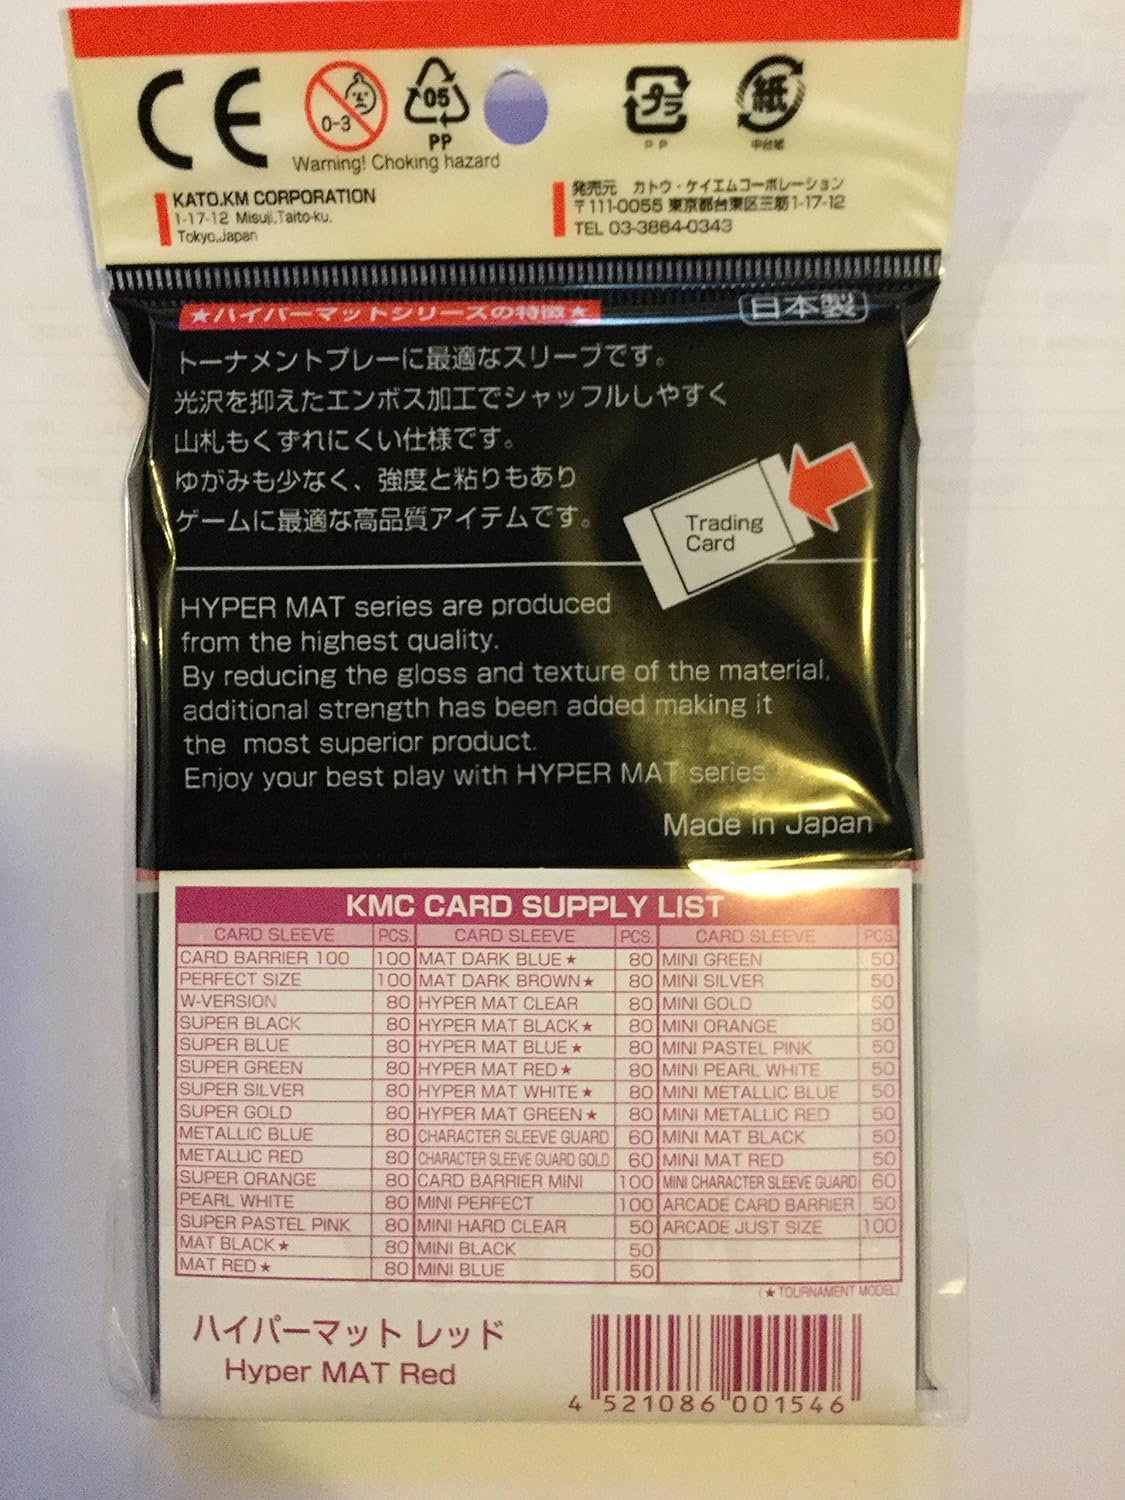 CE
0-3
05
PP
Warning! Choking hazard
プラ
PP
紙
中台紙
KATO.KM CORPORATION
1-17-12 Misuji,Taito-ku,
Tokyo,Japan
発売元 カトウ・ケイエムコーポレーション
〒111-0055 東京都台東区三筋1-17-12
TEL 03-3864-0343
★ハイパーマットシリーズの特徴★
日本製
トーナメントプレーに最適なスリーブです。
光沢を抑えたエンボス加工でシャッフルしやすく
山札もくずれにくい仕様です。
ゆがみも少なく、強度と粘りもあり
ゲームに最適な高品質アイテムです。
Trading
Card
HYPER MAT series are produced
from the highest quality.
By reducing the gloss and texture of the material,
additional strength has been added making it
the most superior product.
Enjoy your best play with HYPER MAT series
Made in Japan
KMC CARD SUPPLY LIST
CARD SLEEVE PCS. CARD SLEEVE PCS. CARD SLEEVE PCS.
CARD BARRIER 100 100 MAT DARK BLUE★ 80 MINI GREEN 50
PERFECT SIZE 100 MAT DARK BROWN★ 80 MINI SILVER 50
W-VERSION 80 HYPER MAT CLEAR 80 MINI GOLD 50
SUPER BLACK 80 HYPER MAT BLACK★ 80 MINI ORANGE 50
SUPER BLUE 80 HYPER MAT BLUE★ 80 MINI PASTEL PINK 50
SUPER GREEN 80 HYPER MAT RED★ 80 MINI PEARL WHITE 50
SUPER SILVER 80 HYPER MAT WHITE★ 80 MINI METALLIC BLUE 50
SUPER GOLD 80 HYPER MAT GREEN★ 80 MINI METALLIC RED 50
METALLIC BLUE 80 CHARACTER SLEEVE GUARD 60 MINI MAT BLACK 50
METALLIC RED 80 CHARACTER SLEEVE GUARD GOLD 60 MINI MAT RED 50
SUPER ORANGE 80 CARD BARRIER MINI 100 MINI CHARACTER SLEEVE GUARD 60
PEARL WHITE 80 MINI PERFECT 100 ARCADE CARD BARRIER 50
SUPER PASTEL PINK 80 MINI HARD CLEAR 50 ARCADE JUST SIZE 100
MAT BLACK★ 80 MINI BLACK 50
MAT RED★ 80 MINI BLUE 50
(★TOURNAMENT MODEL)
ハイパーマット レッド
Hyper MAT Red
4 521086 001546